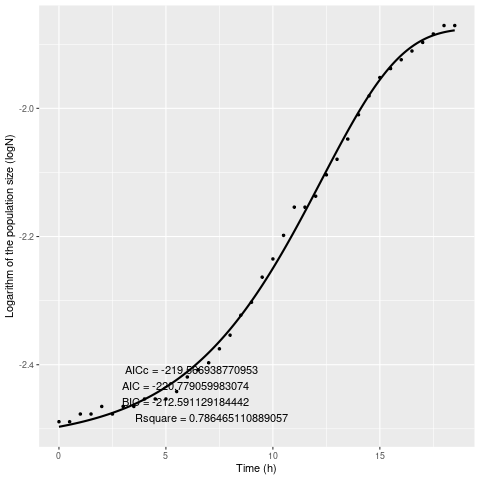 -2.0
-2.2
-2.4
Logarithm of the population size (logN)
AICc = -219.566938770953
AIC = -220.779059983074
BIC = -212.591129184442
Rsquare = 0.786465110889057
0 5 10 15
Time (h)